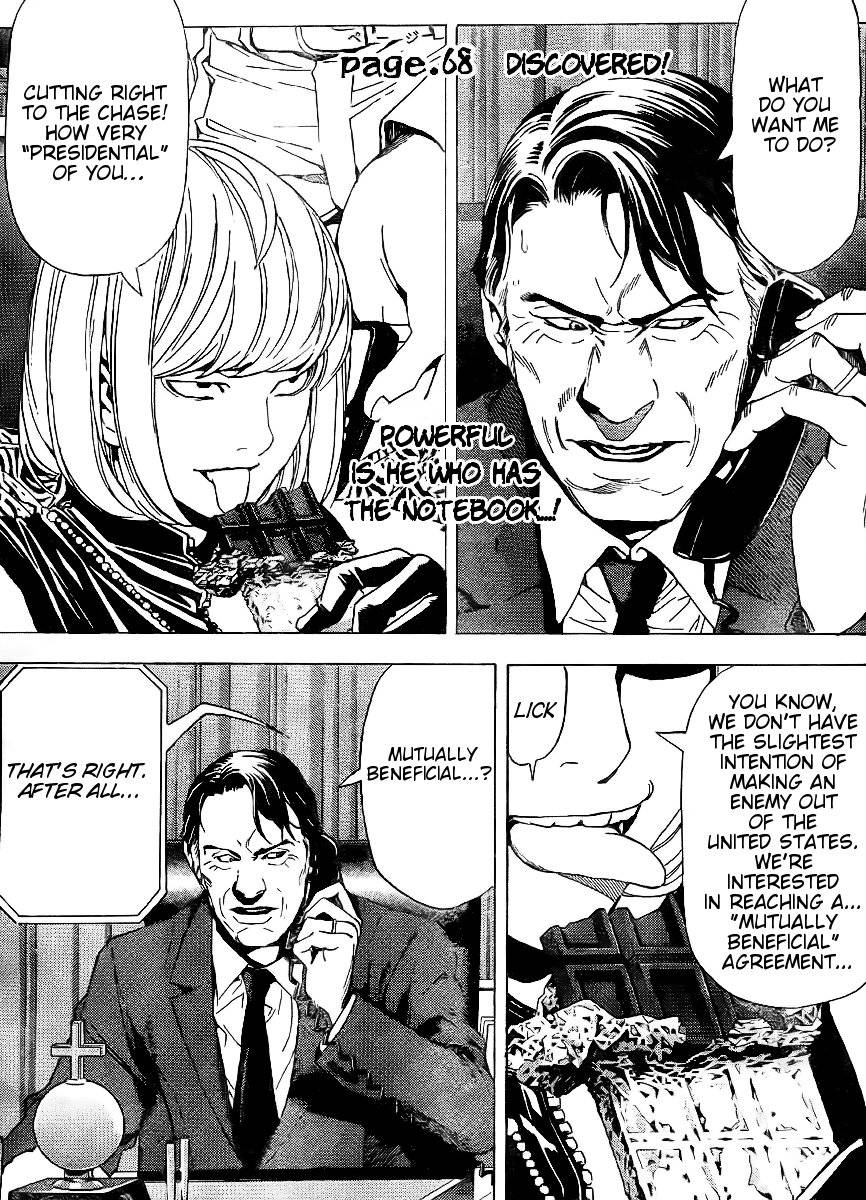 page.68 DISCOVERED!
WHAT
DO YOU
WANT ME
TO DO?
CUTTING RIGHT
TO THE CHASE!
HOW VERY
"PRESIDENTIAL"
OF YOU...
POWERFUL
IS HE WHO HAS
THE NOTEBOOK...!
YOU KNOW,
WE DON'T HAVE
THE SLIGHTEST
INTENTION OF
MAKING AN
ENEMY OUT
OF THE
UNITED STATES.
WE'RE
INTERESTED
IN REACHING A...
"MUTUALLY
BENEFICIAL"
AGREEMENT...
LICK
MUTUALLY
BENEFICIAL...?
THAT'S RIGHT.
AFTER ALL...